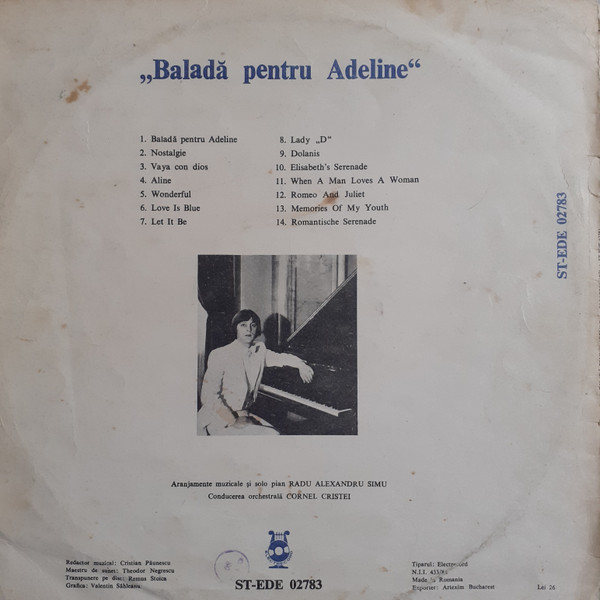 „Baladă pentru Adeline“
1. Baladă pentru Adeline
2. Nostalgie
3. Vaya con dios
4. Aline
5. Wonderful
6. Love Is Blue
7. Let It Be
8. Lady „D“
9. Dolanis
10. Elisabeth's Serenade
11. When A Man Loves A Woman
12. Romeo And Juliet
13. Memories Of My Youth
14. Romantische Serenade
ST-EDE 02783
Aranjamente muzicale și solo pian RADU ALEXANDRU SIMU
Conducerea orchestrală CORNEL CRISTEI
Redactor muzical: Cristian Păunescu
Maestru de sunet: Theodor Negrescu
Transpunere pe disc: Remus Stoica
Grafica: Valentin Săhleanu
ST-EDE 02783
Tiparul: Electrecord
N.I.I.
Made in Romania
Exporter: Artexim Bucharest
Lei 26